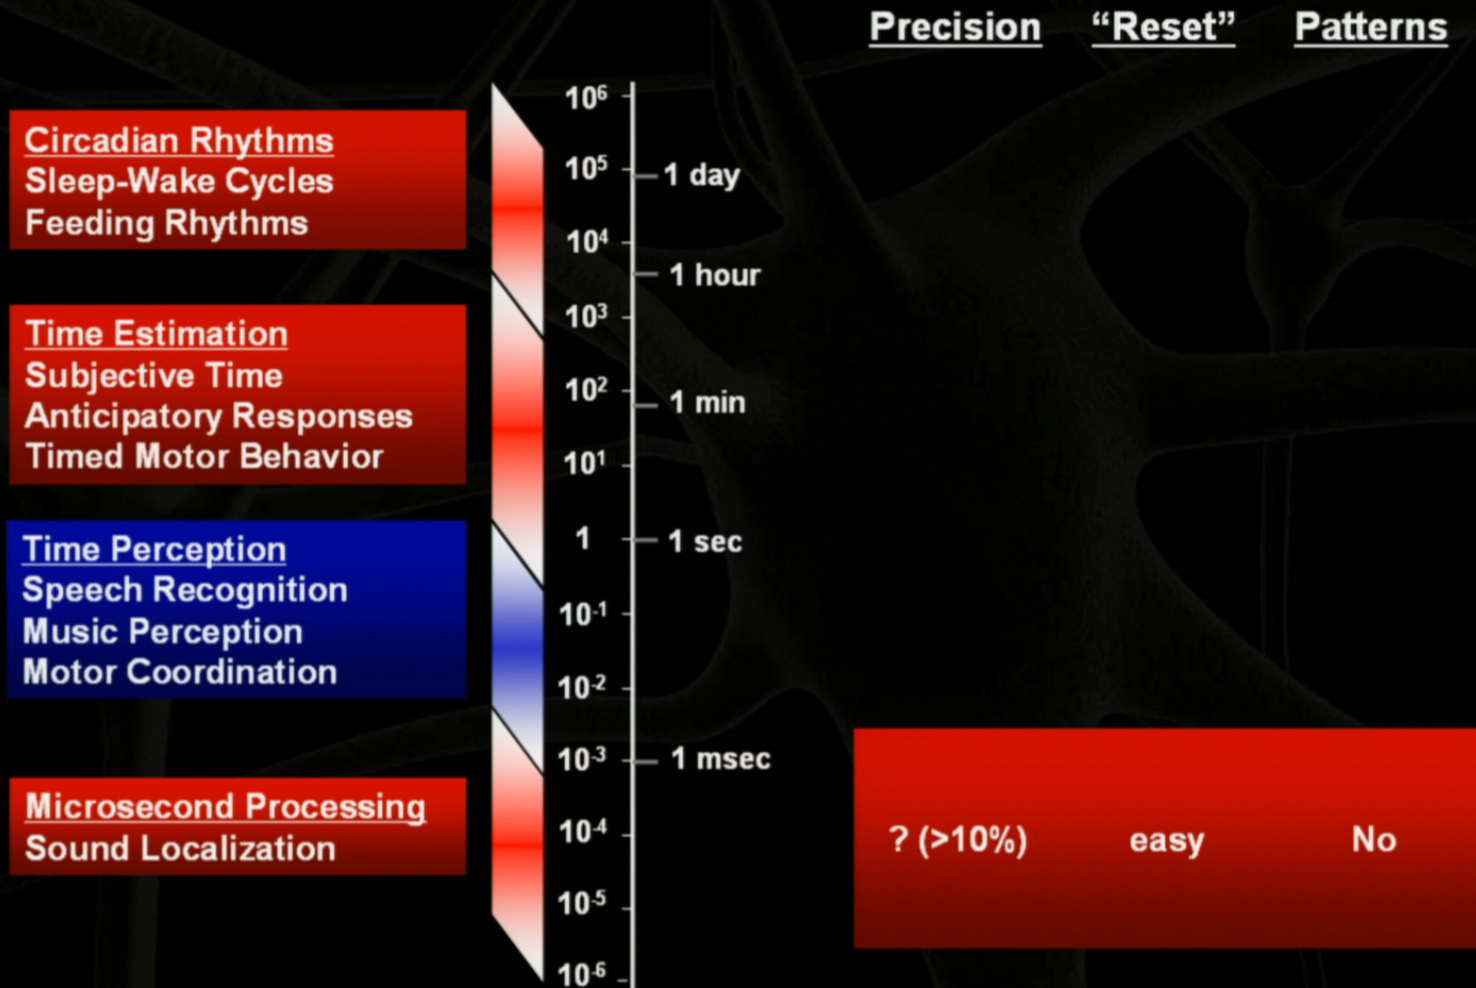 Precision “Reset” Patterns
Circadian Rhythms
Sleep-Wake Cycles
Feeding Rhythms
Time Estimation
Subjective Time
Anticipatory Responses
Timed Motor Behavior
Time Perception
Speech Recognition
Music Perception
Motor Coordination
Microsecond Processing
Sound Localization
10⁶
10⁵
1 day
10⁴
1 hour
10³
10²
1 min
10¹
1
1 sec
10⁻¹
10⁻²
10⁻³
1 msec
10⁻⁴
10⁻⁵
10⁻⁶
? (>10%) easy No